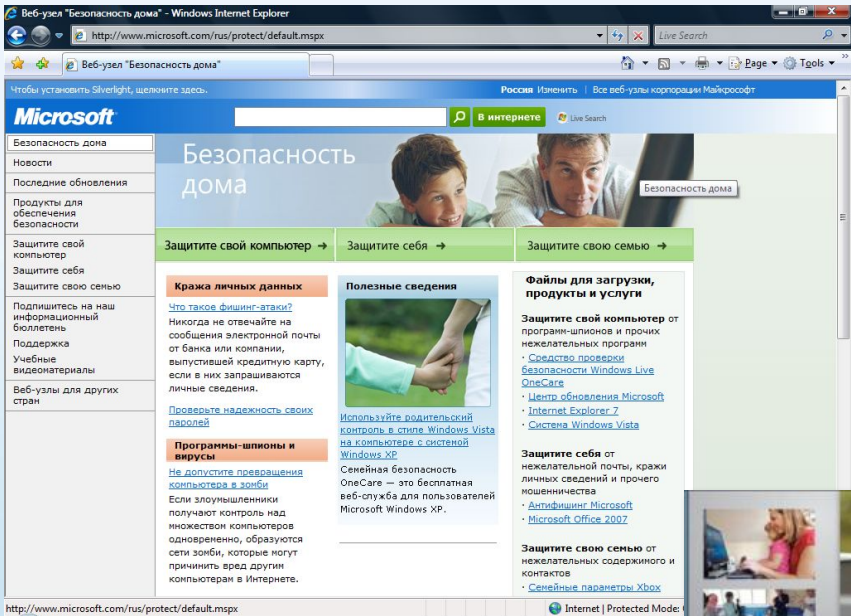 Веб-узел "Безопасность дома" - Windows Internet Explorer
http://www.microsoft.com/rus/protect/default.mspx
Live Search
Веб-узел "Безопасность дома"
Page
Tools
Чтобы установить Silverlight, щелкните здесь.
Россия Изменить | Все веб-узлы корпорации Майкрософт
Microsoft
В интернете
Live Search
Безопасность дома
Новости
Последние обновления
Продукты для
обеспечения
безопасности
Защитите свой
компьютер
Защитите себя
Защитите свою семью
Подпишитесь на наш
информационный
бюллетень
Поддержка
Учебные
видеоматериалы
Веб-узлы для других
стран
Безопасность
дома
Безопасность дома
Защитите свой компьютер →
Защитите себя →
Защитите свою семью →
Кража личных данных
Что такое фишинг-атаки?
Никогда не отвечайте на
сообщения электронной почты
от банка или компании,
выпустившей кредитную карту,
если в них запрашиваются
личные сведения.
Проверьте надежность своих
паролей
Программы-шпионы и
вирусы
Не допустите превращения
компьютера в зомби
Если злоумышленники
получают контроль над
множеством компьютеров
одновременно, образуются
сети зомби, которые могут
причинить вред другим
компьютерам в Интернете.
Полезные сведения
Используйте родительский
контроль в стиле Windows Vista
на компьютере с системой
Windows XP
Семейная безопасность
OneCare — это бесплатная
веб-служба для пользователей
Microsoft Windows XP.
Файлы для загрузки,
продукты и услуги
Защитите свой компьютер от
программ-шпионов и прочих
нежелательных программ
· Средство проверки
безопасности Windows Live
OneCare
· Центр обновления Microsoft
· Internet Explorer 7
· Система Windows Vista
Защитите себя от
нежелательной почты, кражи
личных сведений и прочего
мошенничества
· Антифишинг Microsoft
· Microsoft Office 2007
Защитите свою семью от
нежелательных содержимого и
контактов
· Семейные параметры Xbox
http://www.microsoft.com/rus/protect/default.mspx
Internet | Protected Mode: